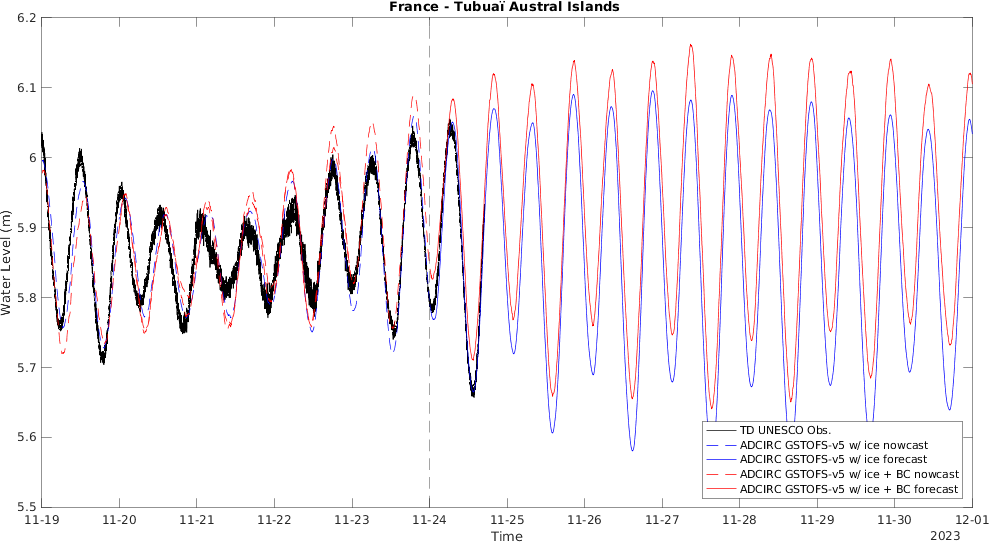 France - Tubuaï Austral Islands
6.2
6.1
6
5.9
5.8
5.7
5.6
5.5
Water Level (m)
TD UNESCO Obs.
ADCIRC GSTOFS-v5 w/ ice nowcast
ADCIRC GSTOFS-v5 w/ ice forecast
ADCIRC GSTOFS-v5 w/ ice + BC nowcast
ADCIRC GSTOFS-v5 w/ ice + BC forecast
11-19 11-20 11-21 11-22 11-23 11-24 11-25 11-26 11-27 11-28 11-29 11-30 12-01
Time
2023